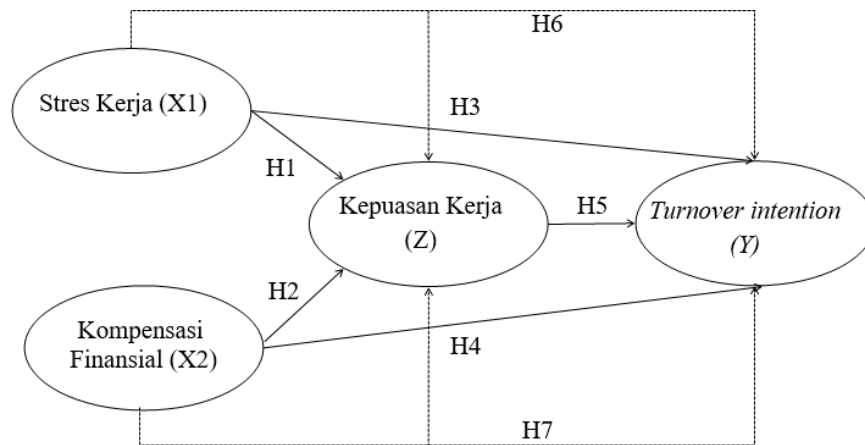 H6
Stres Kerja (X1)
H3
H1
Kepuasan Kerja
(Z)
H5
Turnover intention
(Y)
H2
Kompensasi
Finansial (X2)
H4
H7